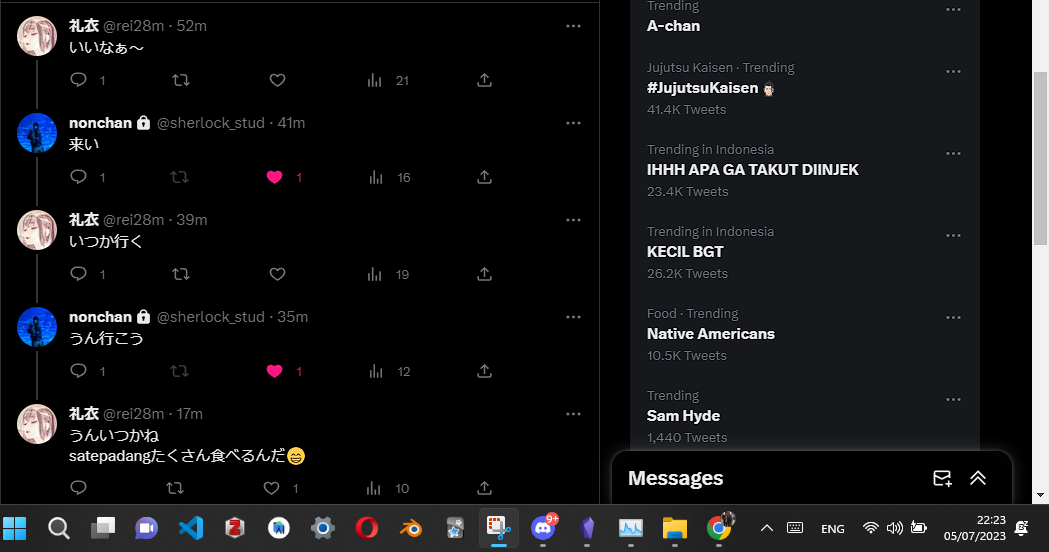 礼衣 @rei28m · 52m
いいなぁ～
1 21
nonchan @sherlock_stud · 41m
来い
1 1 16
礼衣 @rei28m · 39m
いつか行く
1 19
nonchan @sherlock_stud · 35m
うん行こう
1 1 12
礼衣 @rei28m · 17m
うんいつかね
satepadangたくさん食べるんだ😁
1 10
Trending
A-chan
Jujutsu Kaisen · Trending
#JujutsuKaisen
41.4K Tweets
Trending in Indonesia
IHHH APA GA TAKUT DIINJEK
23.4K Tweets
Trending in Indonesia
KECIL BGT
26.2K Tweets
Food · Trending
Native Americans
10.5K Tweets
Trending
Sam Hyde
1,440 Tweets
Messages
9+
ENG
22:23
05/07/2023